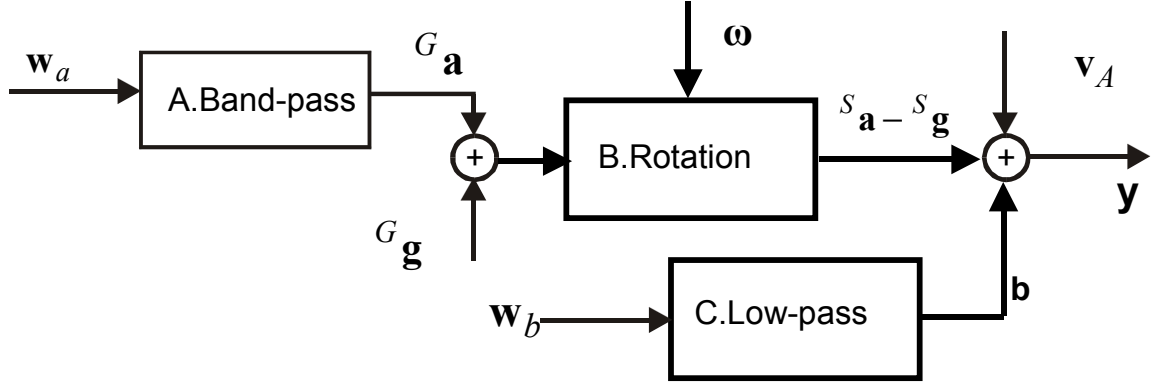 w_a
A.Band-pass
^G a
+
^G g
ω
B.Rotation
^S a − ^S g
v_A
+
y
w_b
C.Low-pass
b